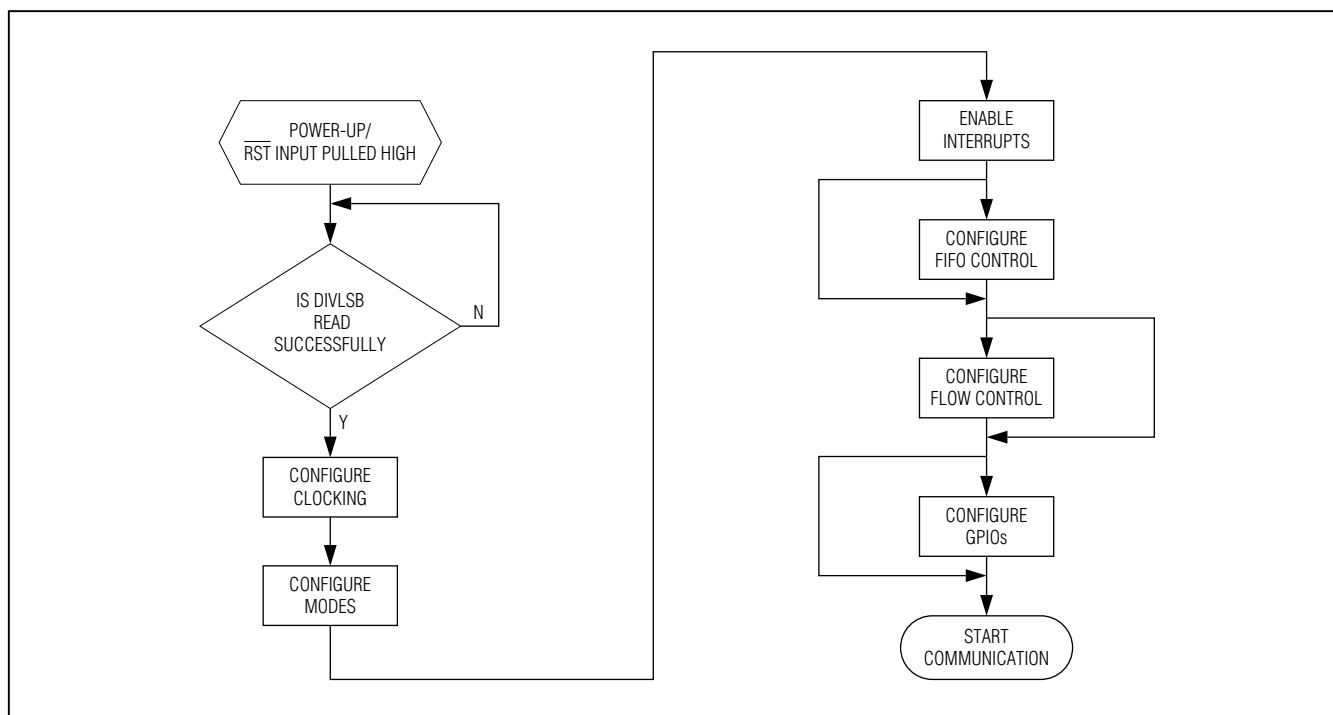 POWER-UP/
RST INPUT PULLED HIGH
IS DIVLSB
READ
SUCCESSFULLY
N
Y
CONFIGURE
CLOCKING
CONFIGURE
MODES
ENABLE
INTERRUPTS
CONFIGURE
FIFO CONTROL
CONFIGURE
FLOW CONTROL
CONFIGURE
GPIOs
START
COMMUNICATION